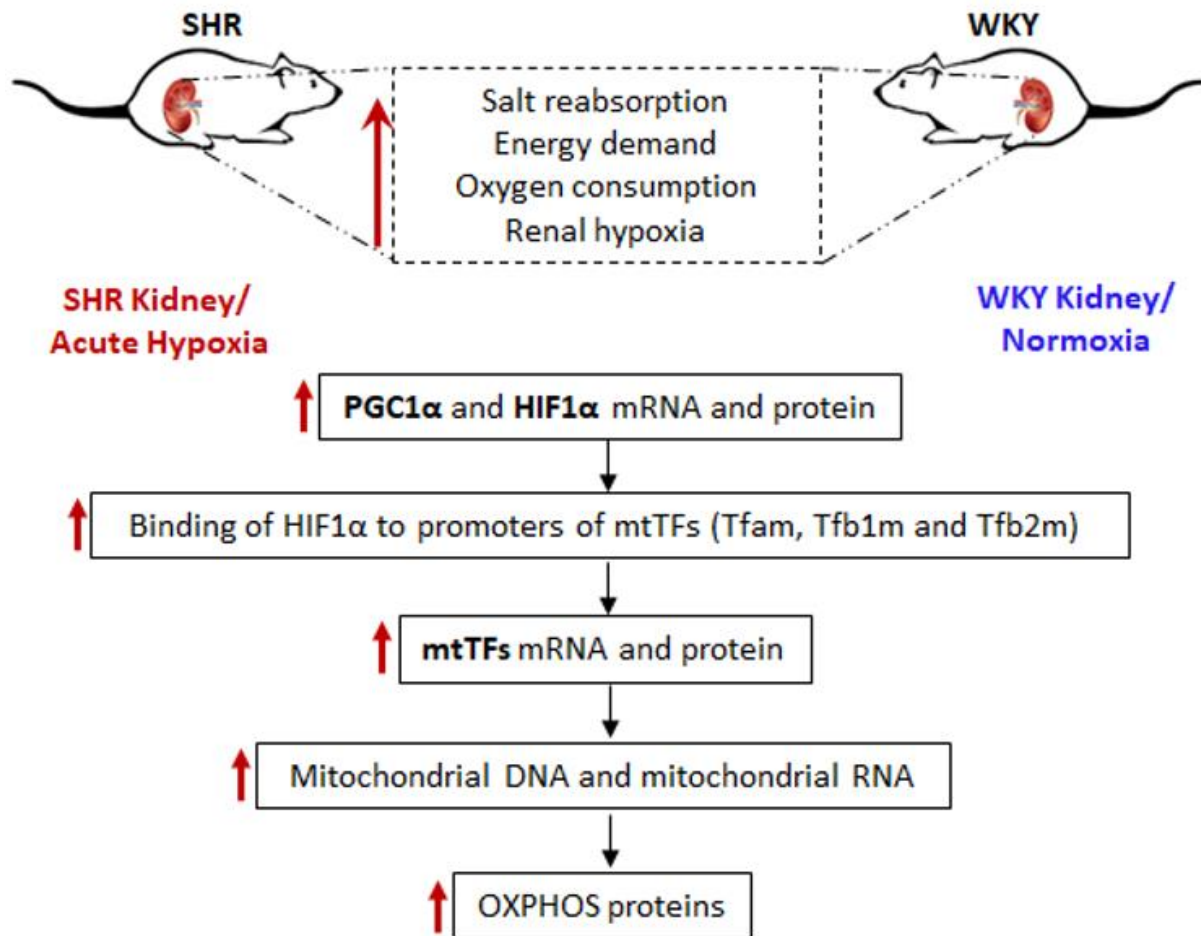 SHR
WKY
Salt reabsorption
Energy demand
Oxygen consumption
Renal hypoxia
SHR Kidney/
Acute Hypoxia
WKY Kidney/
Normoxia
PGC1α and HIF1α mRNA and protein
Binding of HIF1α to promoters of mtTFs (Tfam, Tfb1m and Tfb2m)
mtTFs mRNA and protein
Mitochondrial DNA and mitochondrial RNA
OXPHOS proteins